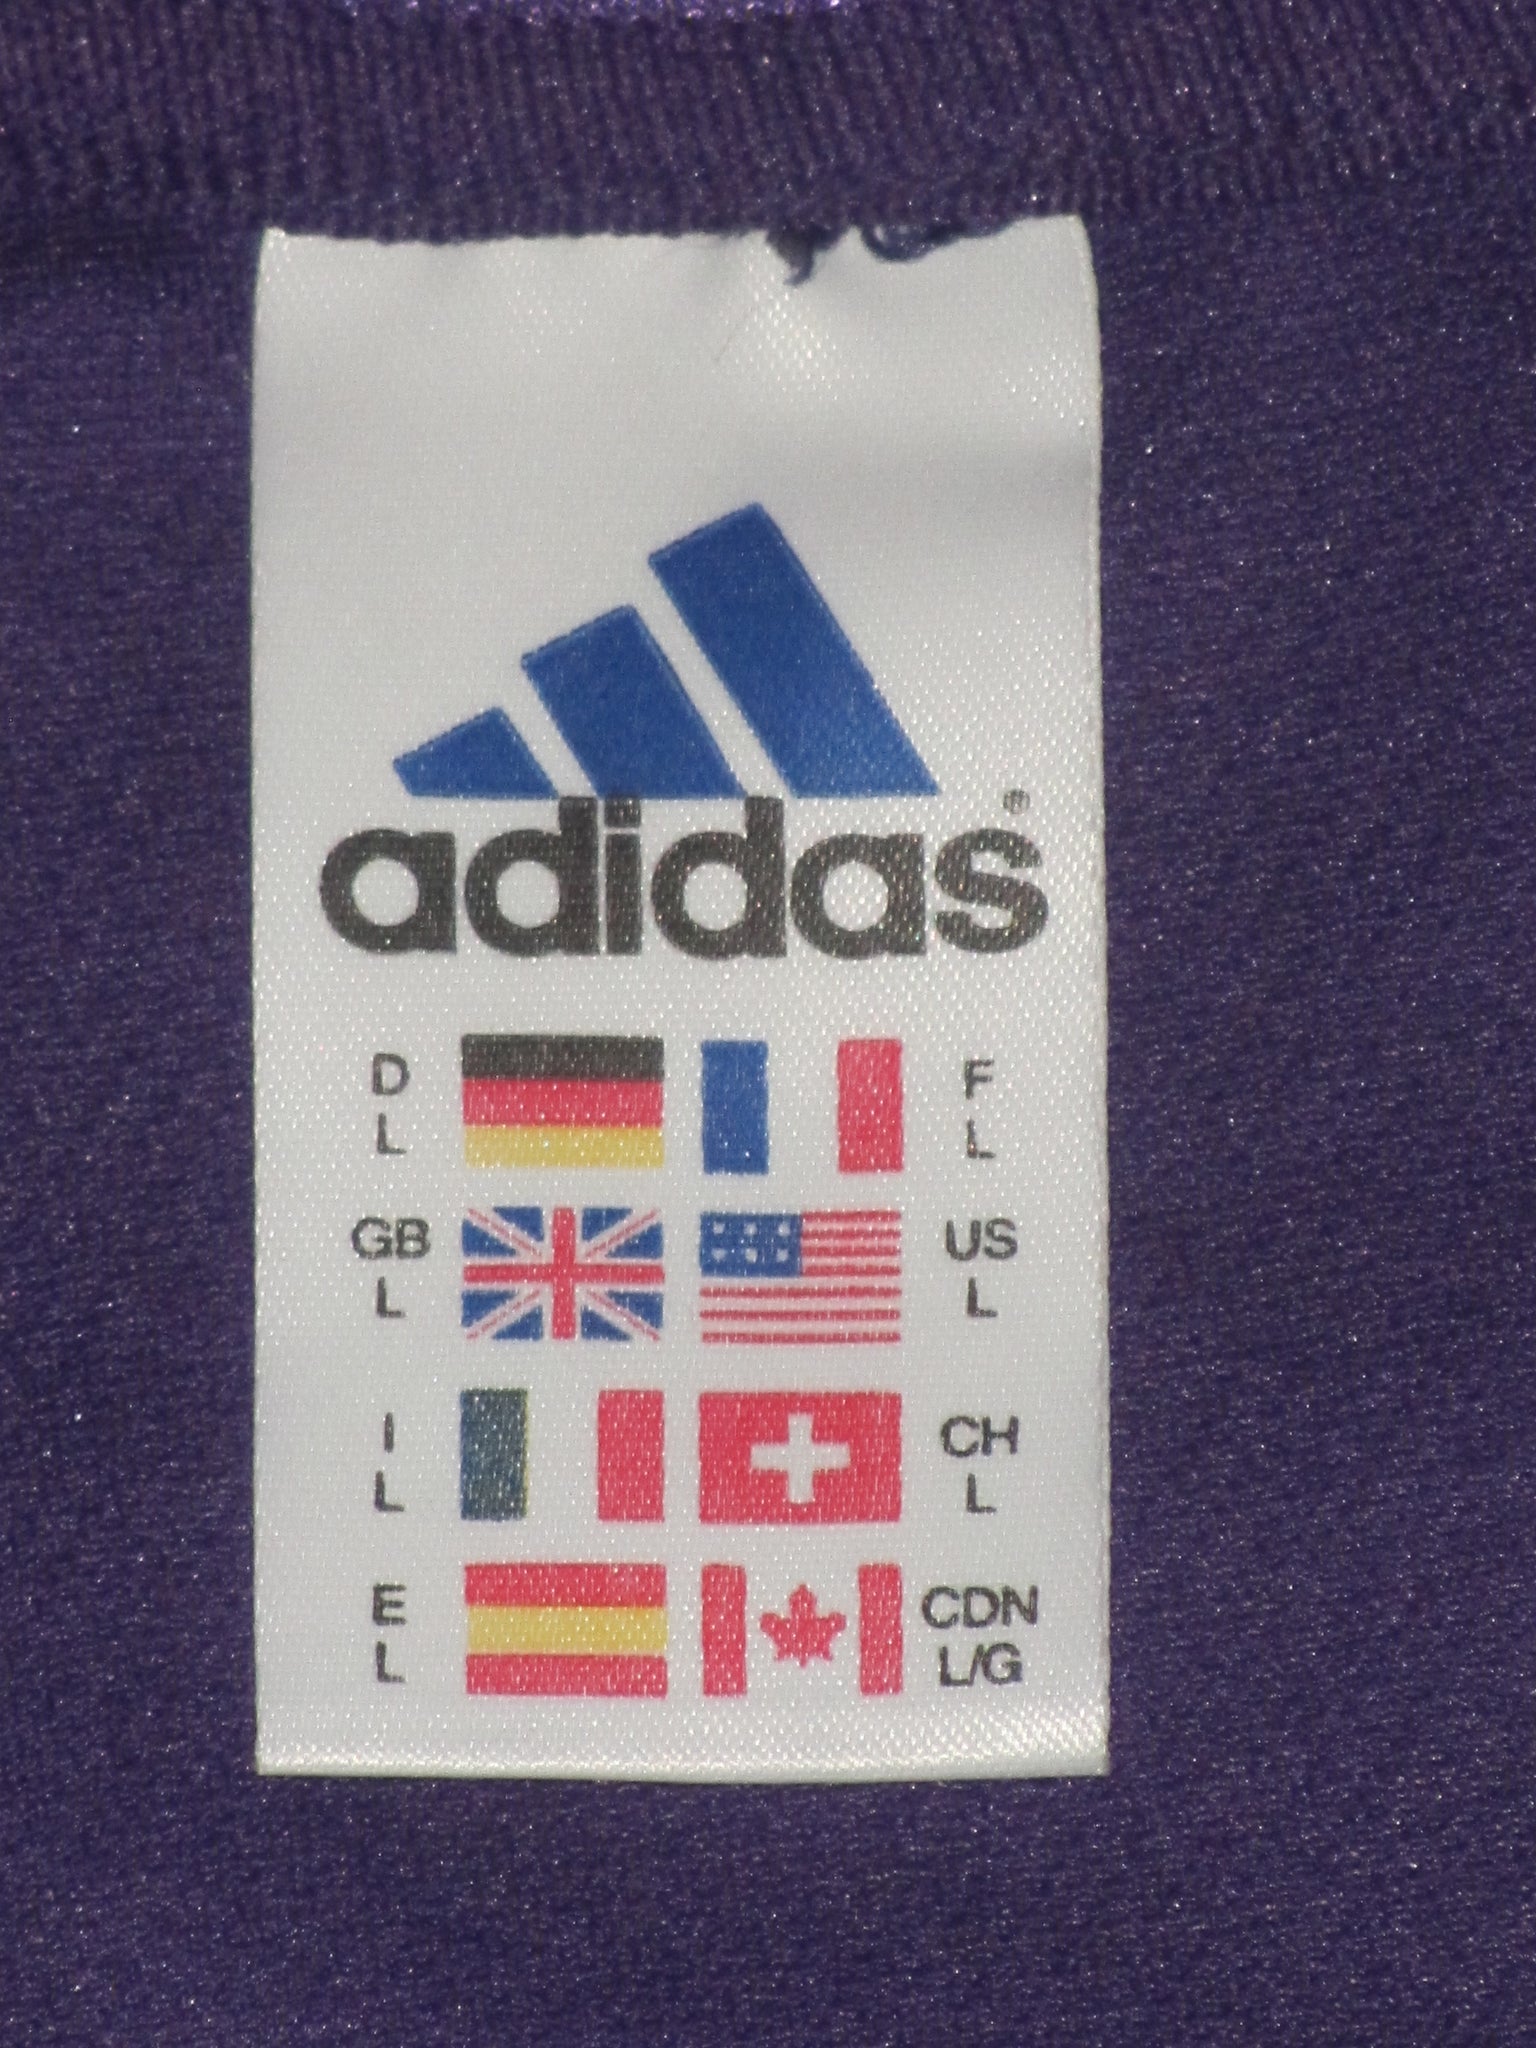 adidas®
D F
L L
GB US
L L
I CH
L L
E CDN
L L/G